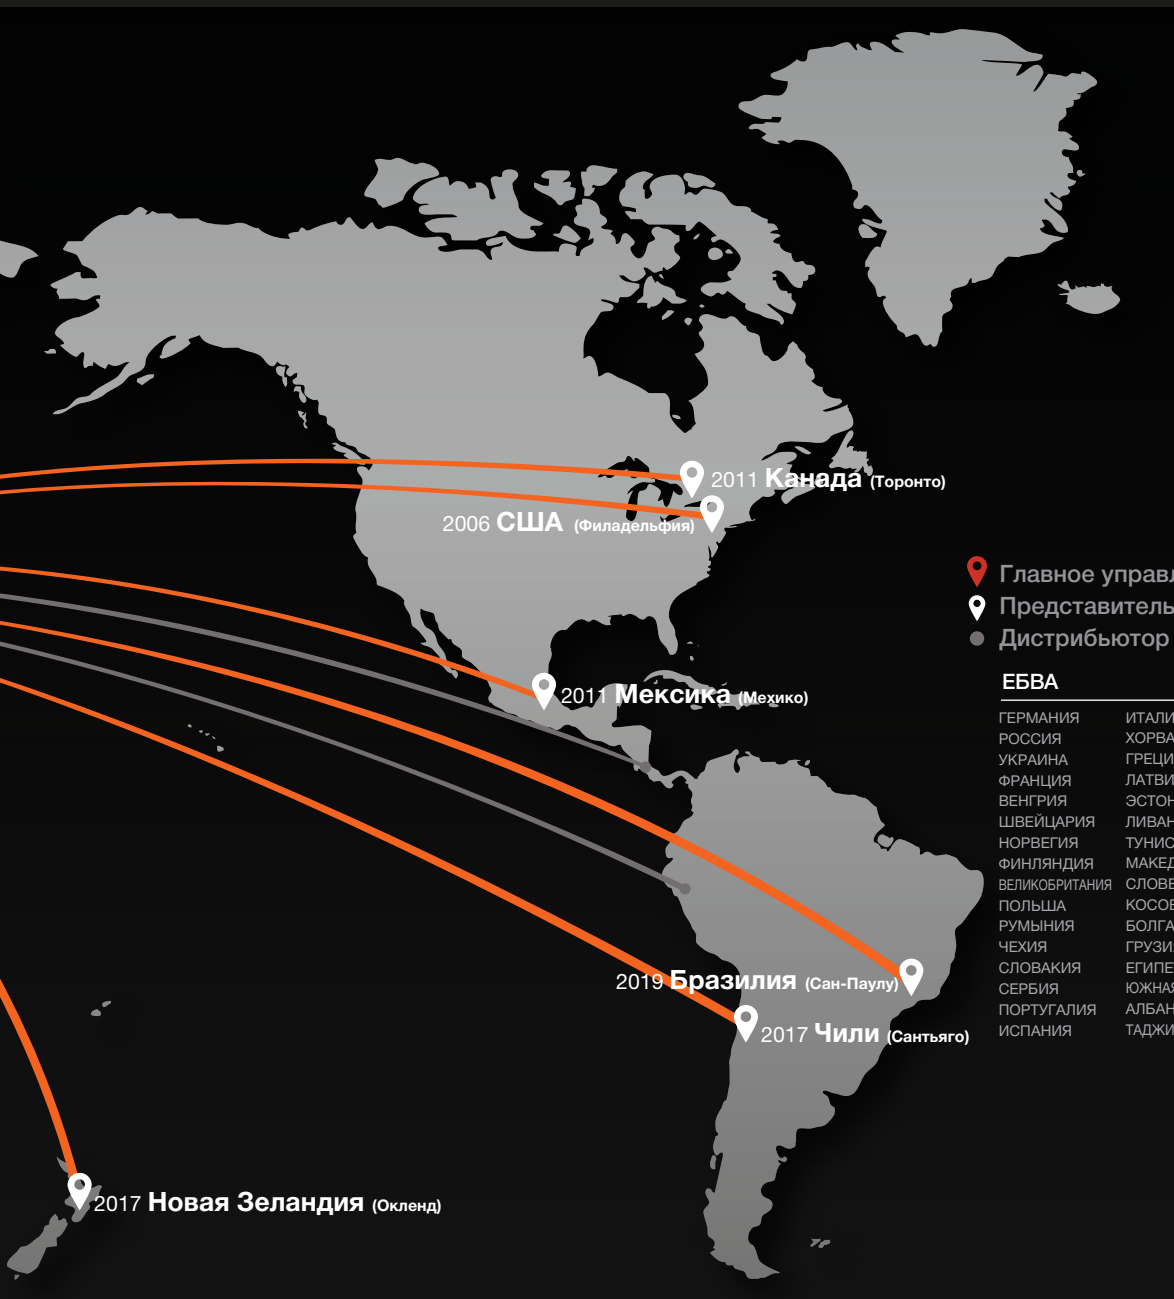 2011 Канада (Торонто)
2006 США (Филадельфия)
Главное управл
Представитель
Дистрибьютор
2011 Мексика (Мехико)
ЕБВА
ГЕРМАНИЯ ИТАЛИ
РОССИЯ ХОРВА
УКРАИНА ГРЕЦИ
ФРАНЦИЯ ЛАТВИ
ВЕНГРИЯ ЭСТОН
ШВЕЙЦАРИЯ ЛИВАН
НОРВЕГИЯ ТУНИС
ФИНЛЯНДИЯ МАКЕД
ВЕЛИКОБРИТАНИЯ СЛОВЕ
ПОЛЬША КОСОВ
РУМЫНИЯ БОЛГА
ЧЕХИЯ ГРУЗИ
СЛОВАКИЯ ЕГИПЕ
СЕРБИЯ ЮЖНАЯ
ПОРТУГАЛИЯ АЛБАН
ИСПАНИЯ ТАДЖИ
2019 Бразилия (Сан-Паулу)
2017 Чили (Сантьяго)
2017 Новая Зеландия (Окленд)